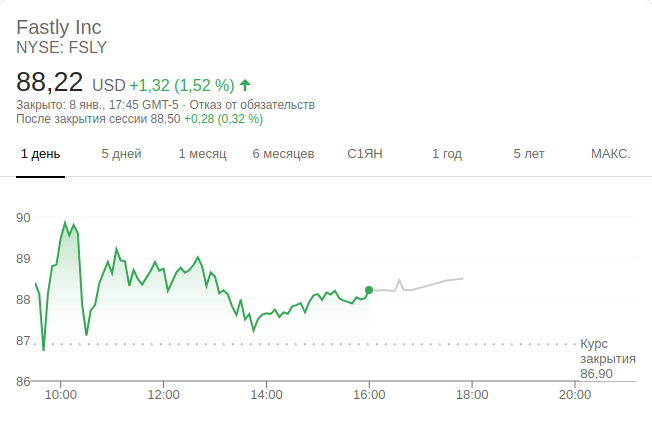 Fastly Inc
NYSE: FSLY
88,22 USD +1,32 (1,52 %)
Закрыто: 8 янв., 17:45 GMT-5 · Отказ от обязательств
После закрытия сессии 88,50 +0,28 (0,32 %)
1 день 5 дней 1 месяц 6 месяцев С1ЯН 1 год 5 лет МАКС.
90
89
88
87
Курс
закрытия
86,90
86
10:00 12:00 14:00 16:00 18:00 20:00